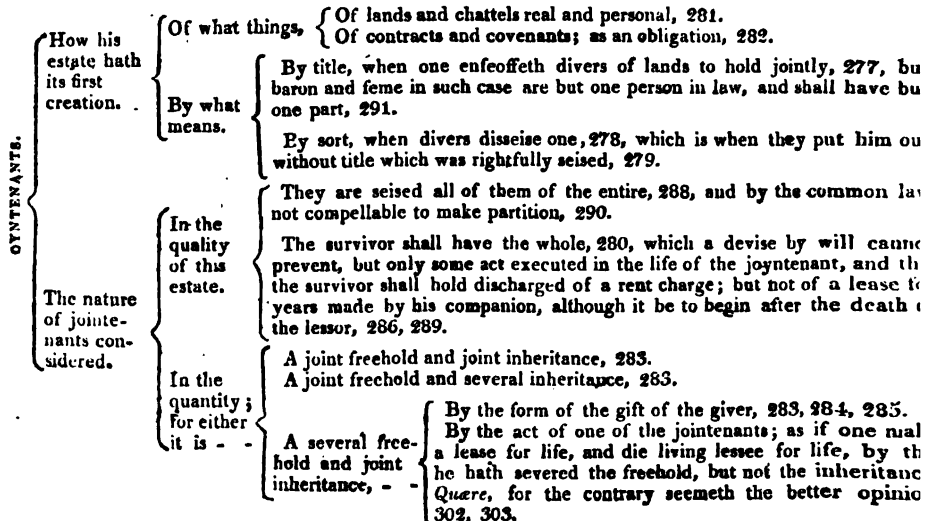 OYNTENANTS.
How his
estate hath
its first
creation.
Of what things,
Of lands and chattels real and personal, 281.
Of contracts and covenants; as an obligation, 282.
By what
means.
By title, when one enfeoffeth divers of lands to hold jointly, 277, bu
baron and feme in such case are but one person in law, and shall have bu
one part, 291.
By sort, when divers disseise one, 278, which is when they put him ou
without title which was rightfully seised, 279.
The nature
of jointe-
nants con-
sidered.
In the
quality
of this
estate.
They are seised all of them of the entire, 288, and by the common la
not compellable to make partition, 290.
The survivor shall have the whole, 280, which a devise by will canno
prevent, but only some act executed in the life of the joyntenant, and th
the survivor shall hold discharged of a rent charge; but not of a lease fo
years made by his companion, although it be to begin after the death
the lessor, 286, 289.
In the
quantity;
for either
it is - -
A joint freehold and joint inheritance, 283.
A joint freehold and several inheritance, 283.
A several free-
hold and joint
inheritance, - -
By the form of the gift of the giver, 283, 284, 285.
By the act of one of the jointenants; as if one mak
a lease for life, and die living lessee for life, by th
he hath severed the freehold, but not the inheritanc
Quære, for the contrary seemeth the better opinio
302, 303.